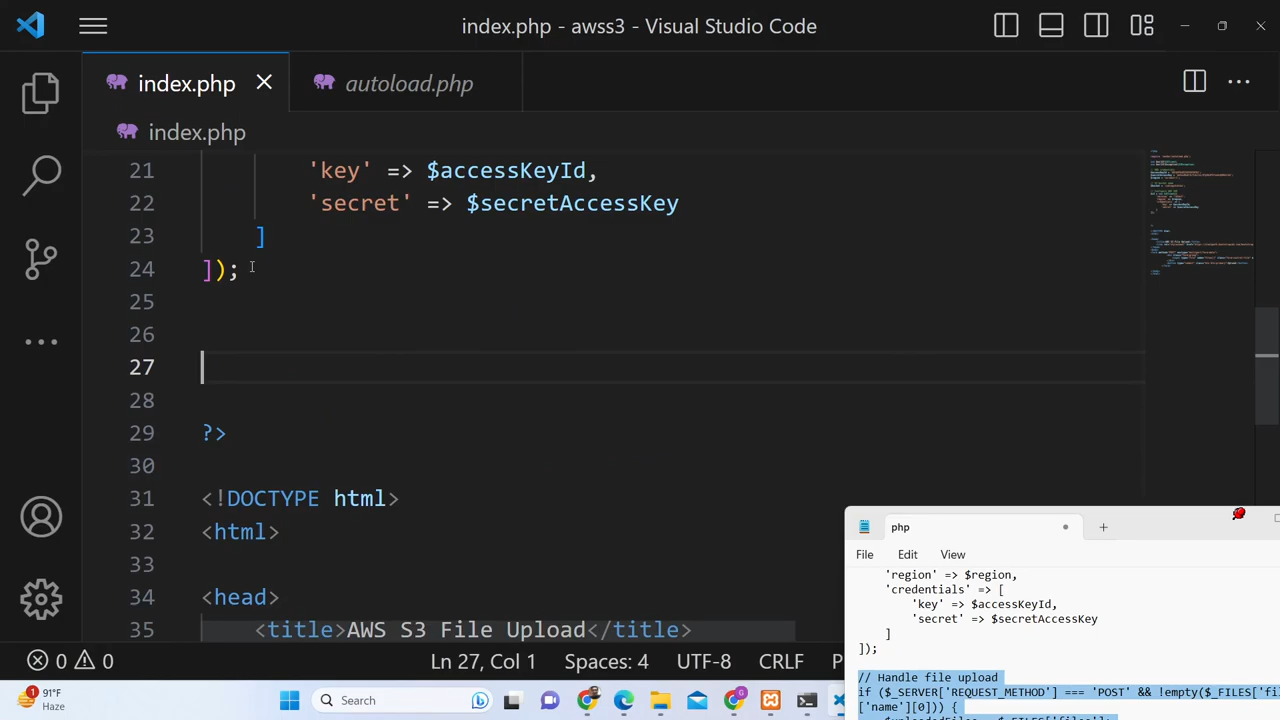 index.php - awss3 - Visual Studio Code
index.php
autoload.php
index.php
21 'key' => $accessKeyId,
22 'secret' => $secretAccessKey
23 ]
24 ]);
25
26
27
28
29 ?>
30
31 <!DOCTYPE html>
32 <html>
33
34 <head>
35 <title>AWS S3 File Upload</title>
php
File Edit View
'region' => $region,
'credentials' => [
'key' => $accessKeyId,
'secret' => $secretAccessKey
]
]);
// Handle file upload
if ($_SERVER['REQUEST_METHOD'] === 'POST' && !empty($_FILES['fi
['name'][0])) {
$uploadedFiles = $_FILES['files'];
0 0 Ln 27, Col 1 Spaces: 4 UTF-8 CRLF P
1 91°F
Haze
Search